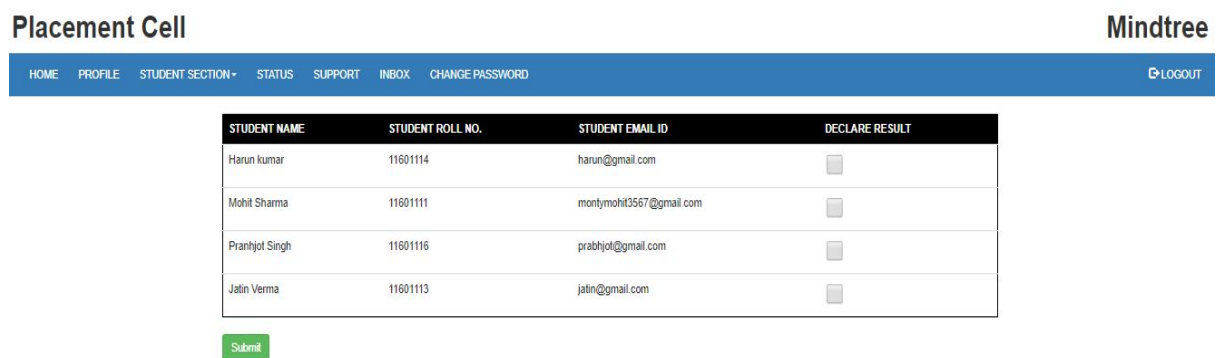 Placement Cell Mindtree
HOME PROFILE STUDENT SECTION STATUS SUPPORT INBOX CHANGE PASSWORD LOGOUT
STUDENT NAME STUDENT ROLL NO. STUDENT EMAIL ID DECLARE RESULT
Harun kumar 11601114 harun@gmail.com
Mohit Sharma 11601111 montymohit3567@gmail.com
Pranhjot Singh 11601116 prabhjot@gmail.com
Jatin Verma 11601113 jatin@gmail.com
Submit